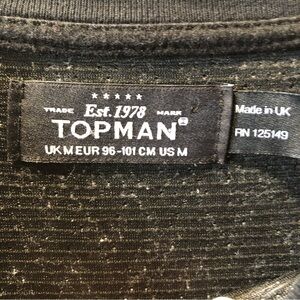 ★★★★★
TRADE Est. 1978 MARK
TOPMAN®
UK M EUR 96-101 CM US M
Made in UK
RN 125149